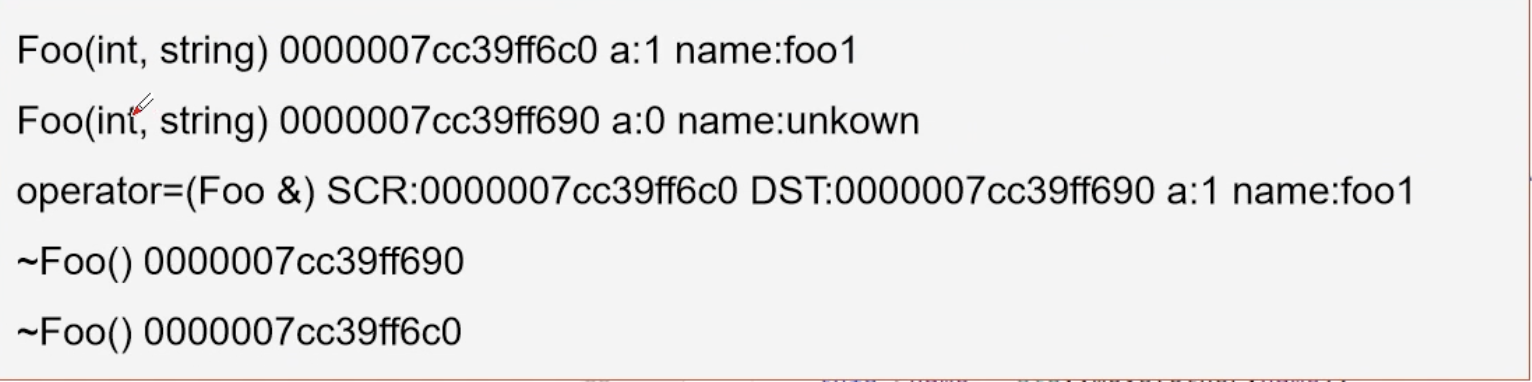 Foo(int, string) 0000007cc39ff6c0 a:1 name:foo1
Foo(int, string) 0000007cc39ff690 a:0 name:unkown
operator=(Foo &) SCR:0000007cc39ff6c0 DST:0000007cc39ff690 a:1 name:foo1
~Foo() 0000007cc39ff690
~Foo() 0000007cc39ff6c0